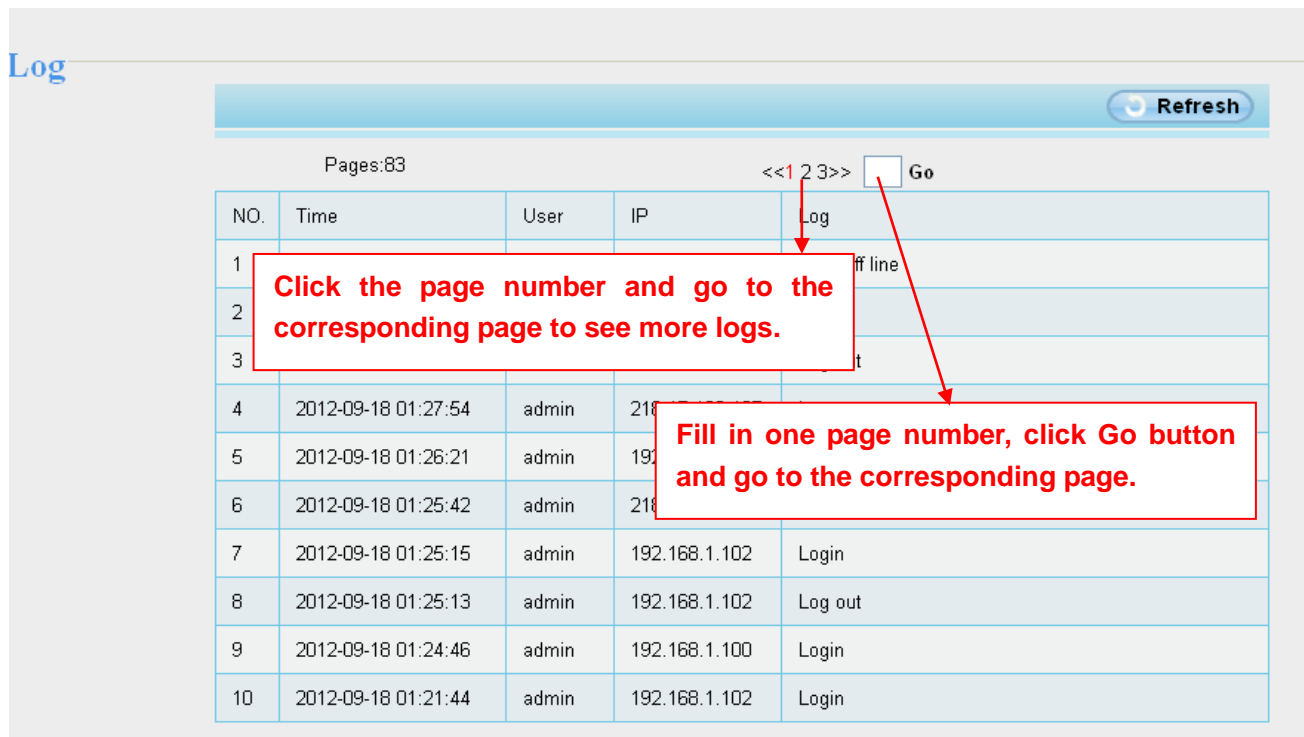 Log
Refresh
Pages:83 <<1 2 3>> Go
NO. Time User IP Log
1 line
Click the page number and go to the
corresponding page to see more logs.
2
3
4 2012-09-18 01:27:54 admin
Fill in one page number, click Go button
and go to the corresponding page.
5 2012-09-18 01:26:21 admin
6 2012-09-18 01:25:42 admin
7 2012-09-18 01:25:15 admin 192.168.1.102 Login
8 2012-09-18 01:25:13 admin 192.168.1.102 Log out
9 2012-09-18 01:24:46 admin 192.168.1.100 Login
10 2012-09-18 01:21:44 admin 192.168.1.102 Login